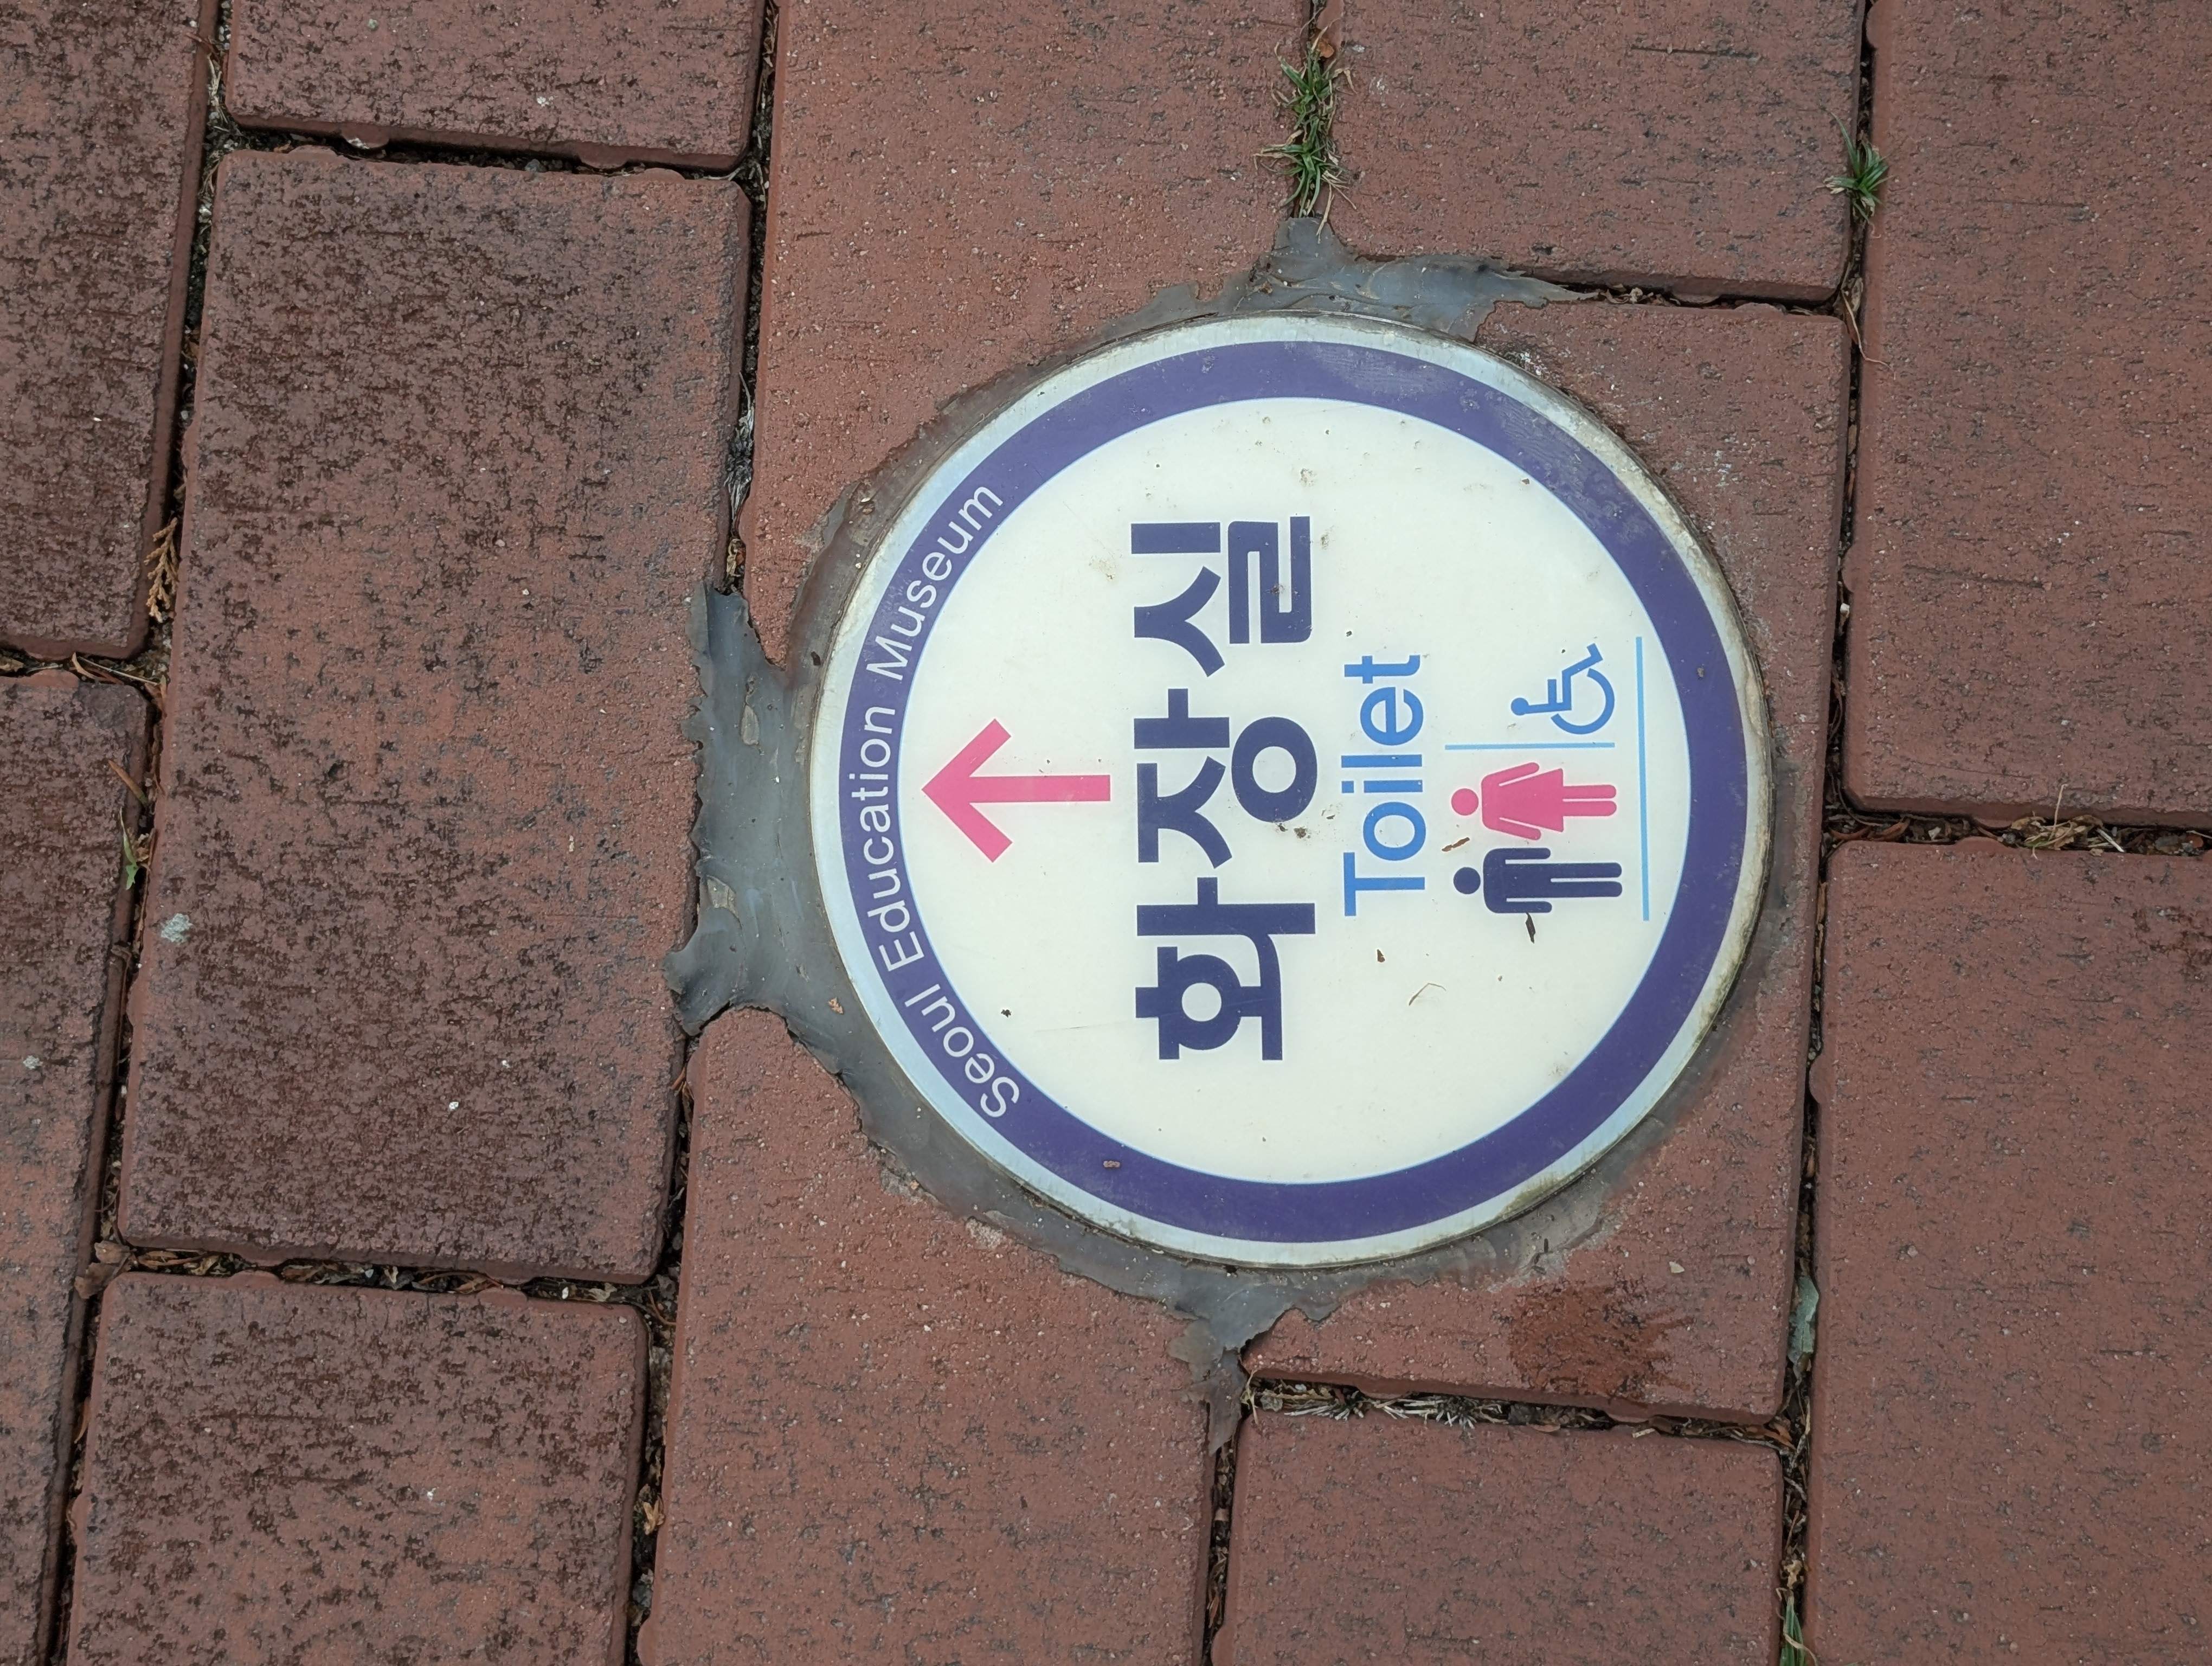 Seoul Education Museum
화장실
Toilet